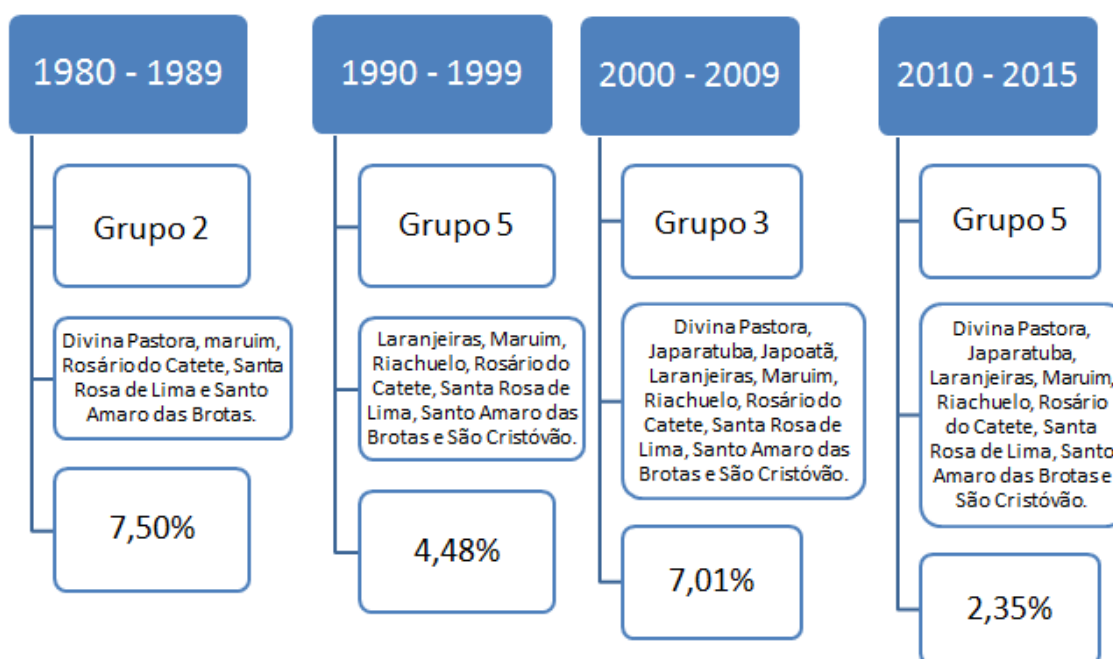 1980 - 1989
Grupo 2
Divina Pastora, maruim,
Rosário do Catete, Santa
Rosa de Lima e Santo
Amaro das Brotas.
7,50%
1990 - 1999
Grupo 5
Laranjeiras, Maruim,
Riachuelo, Rosário do
Catete, Santa Rosa de
Lima, Santo Amaro das
Brotas e São Cristóvão.
4,48%
2000 - 2009
Grupo 3
Divina Pastora,
Japaratuba, Japoatã,
Laranjeiras, Maruim,
Riachuelo, Rosário do
Catete, Santa Rosa de
Lima, Santo Amaro das
Brotas e São Cristóvão.
7,01%
2010 - 2015
Grupo 5
Divina Pastora,
Japaratuba,
Laranjeiras, Maruim,
Riachuelo, Rosário
do Catete, Santa
Rosa de Lima, Santo
Amaro das Brotas e
São Cristóvão.
2,35%